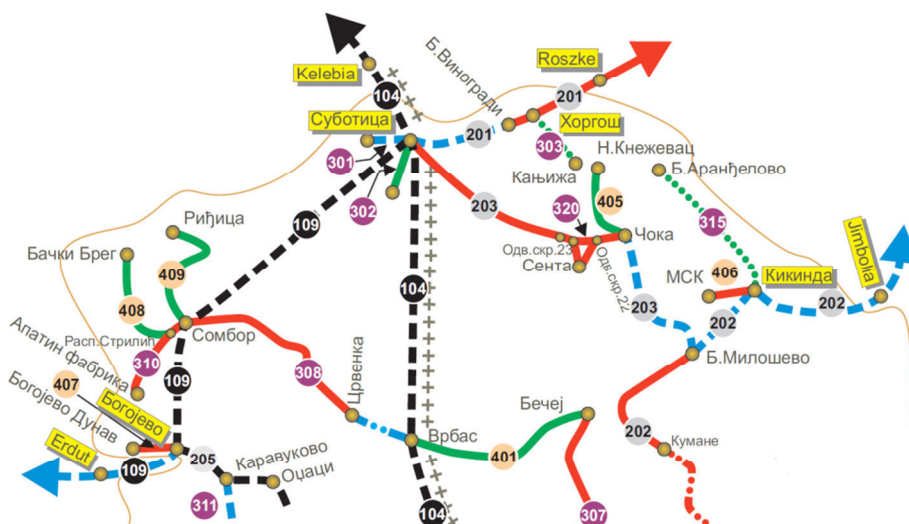 Kelebia
104
Суботица
301
302
Б.Виногради
201
Roszke
201
Хоргош
303
Кањижа
Н.Кнежевац
Б.Аранђелово
203
320
405
315
Одв.скр.23
Сента
Одв.скр.22
Чока
МСК
406
Кикинда
Jimbolia
202
203
202
Б.Милошево
202
Кумане
Риђица
Бачки Брег
409
408
109
104
Сомбор
Расп.Стрилић
310
Апатин фабрика
109
308
Црвенка
Врбас
401
Бечеј
307
407
Богојево Дунав
Богојево
Erdut
109
205
Каравуково
Оџаци
311
104